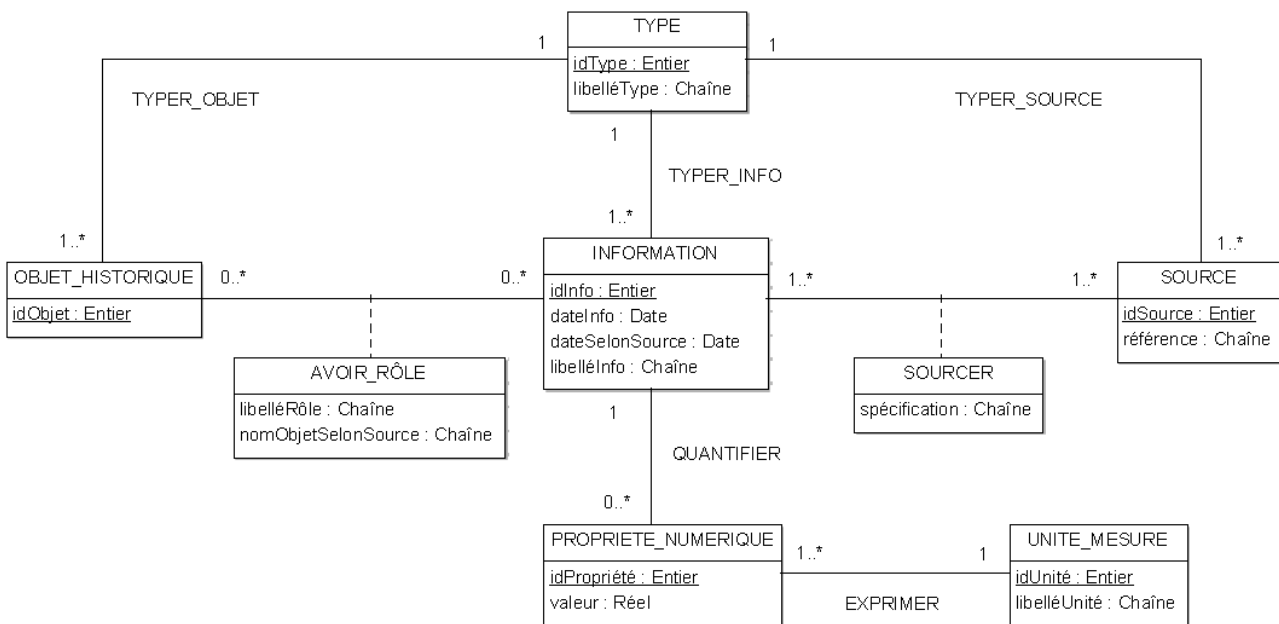 TYPE
1
1
idType : Entier
libelléType : Chaîne
TYPER_OBJET
TYPER_SOURCE
1
TYPER_INFO
1..*
1..*
1..*
OBJET_HISTORIQUE
idObjet : Entier
0..*
0..*
INFORMATION
idInfo : Entier
dateInfo : Date
dateSelonSource : Date
libelléInfo : Chaîne
1..*
1..*
SOURCE
idSource : Entier
référence : Chaîne
AVOIR_RÔLE
libelléRôle : Chaîne
nomObjetSelonSource : Chaîne
SOURCER
spécification : Chaîne
1
QUANTIFIER
0..*
PROPRIETE_NUMERIQUE
idPropriété : Entier
valeur : Réel
1..*
1
EXPRIMER
UNITE_MESURE
idUnité : Entier
libelléUnité : Chaîne